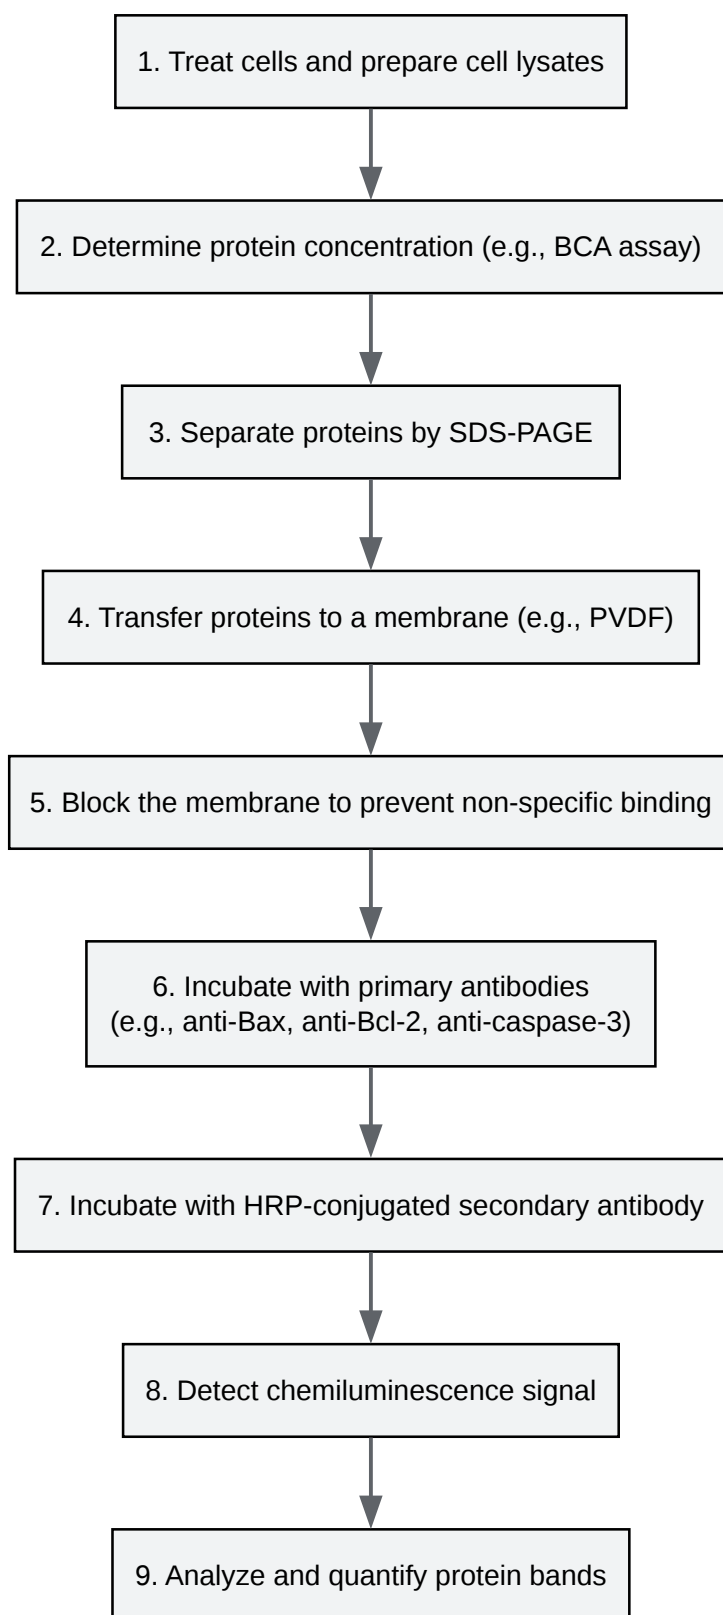 1. Treat cells and prepare cell lysates
2. Determine protein concentration (e.g., BCA assay)
3. Separate proteins by SDS-PAGE
4. Transfer proteins to a membrane (e.g., PVDF)
5. Block the membrane to prevent non-specific binding
6. Incubate with primary antibodies
(e.g., anti-Bax, anti-Bcl-2, anti-caspase-3)
7. Incubate with HRP-conjugated secondary antibody
8. Detect chemiluminescence signal
9. Analyze and quantify protein bands